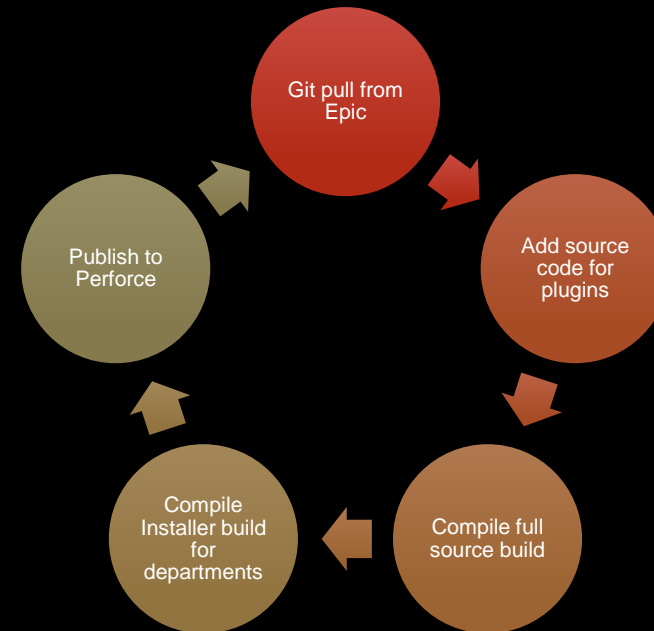 Git pull from
Epic
Add source
code for
plugins
Compile full
source build
Compile
Installer build
for
departments
Publish to
Perforce